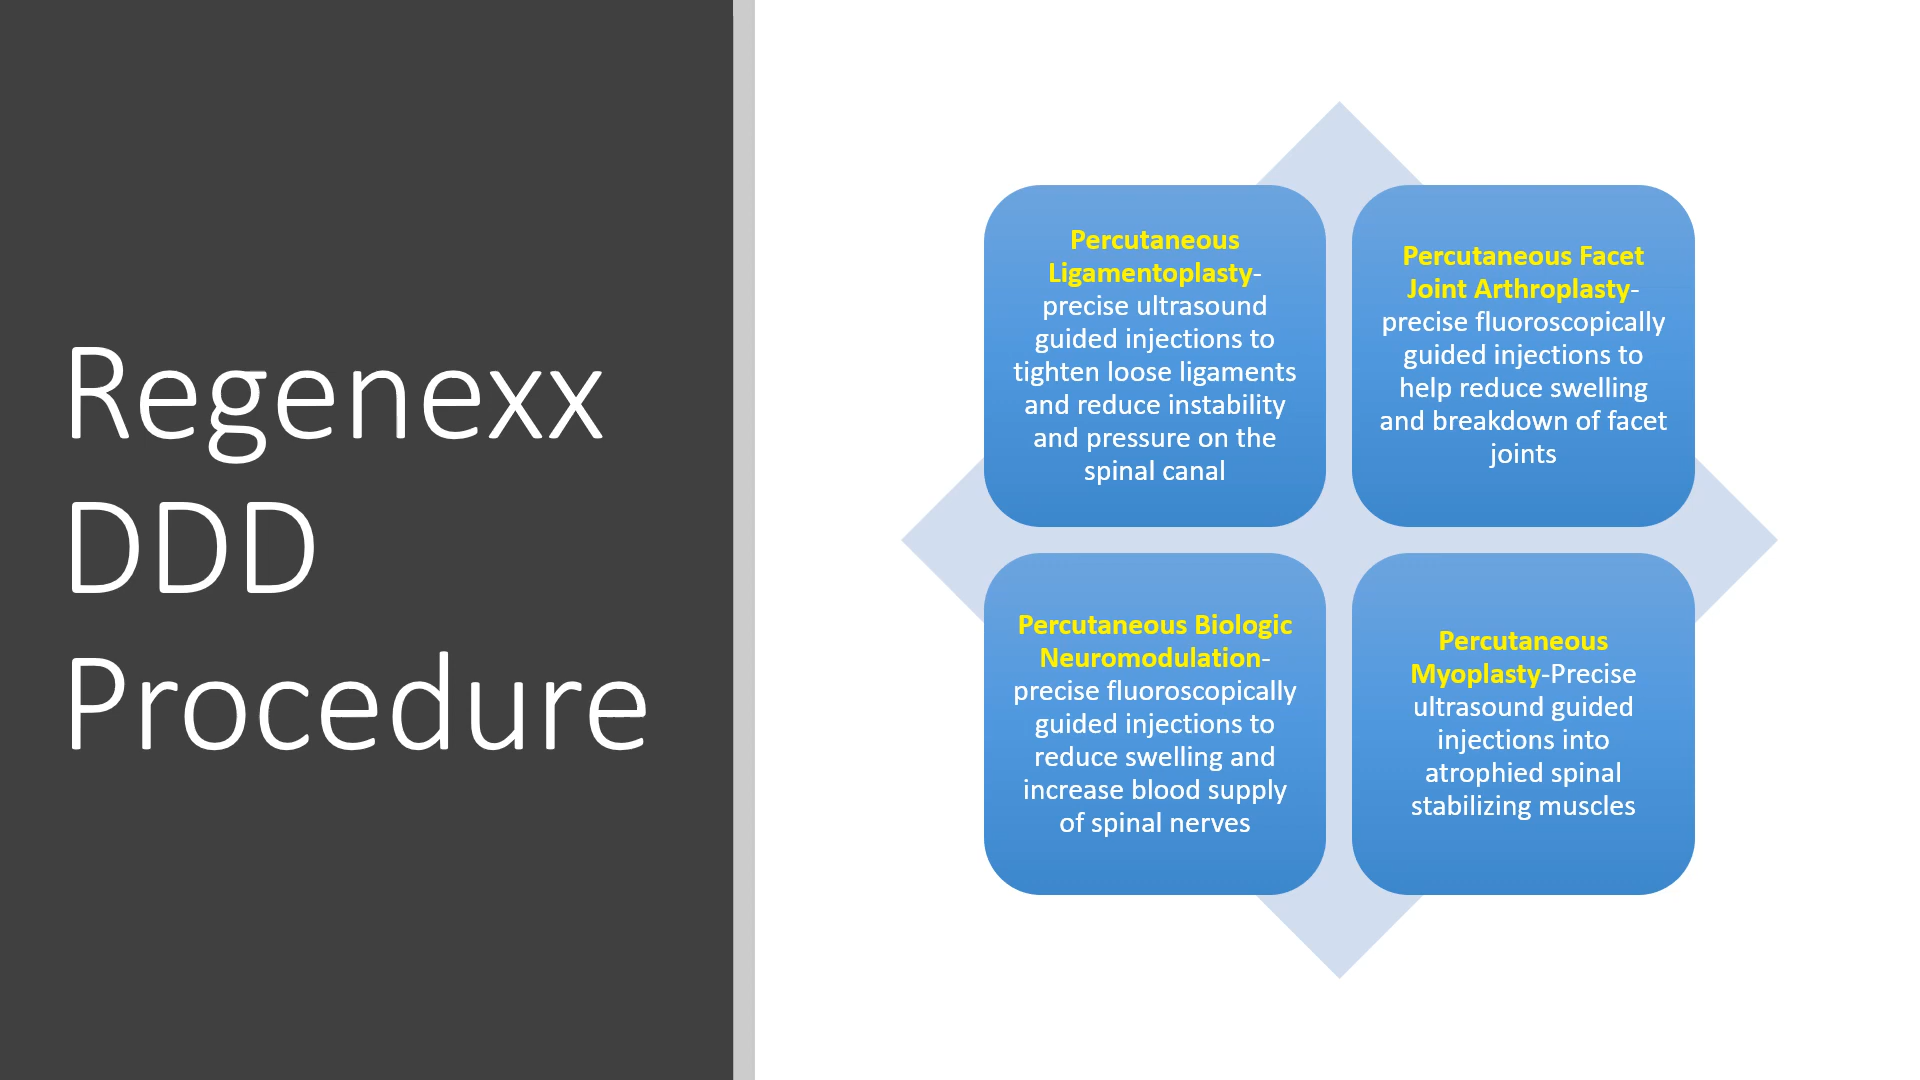 Regenexx
DDD
Procedure
Percutaneous
Ligamentoplasty-
precise ultrasound
guided injections to
tighten loose ligaments
and reduce instability
and pressure on the
spinal canal
Percutaneous Facet
Joint Arthroplasty-
precise fluoroscopically
guided injections to
help reduce swelling
and breakdown of facet
joints
Percutaneous Biologic
Neuromodulation-
precise fluoroscopically
guided injections to
reduce swelling and
increase blood supply
of spinal nerves
Percutaneous
Myoplasty-Precise
ultrasound guided
injections into
atrophied spinal
stabilizing muscles